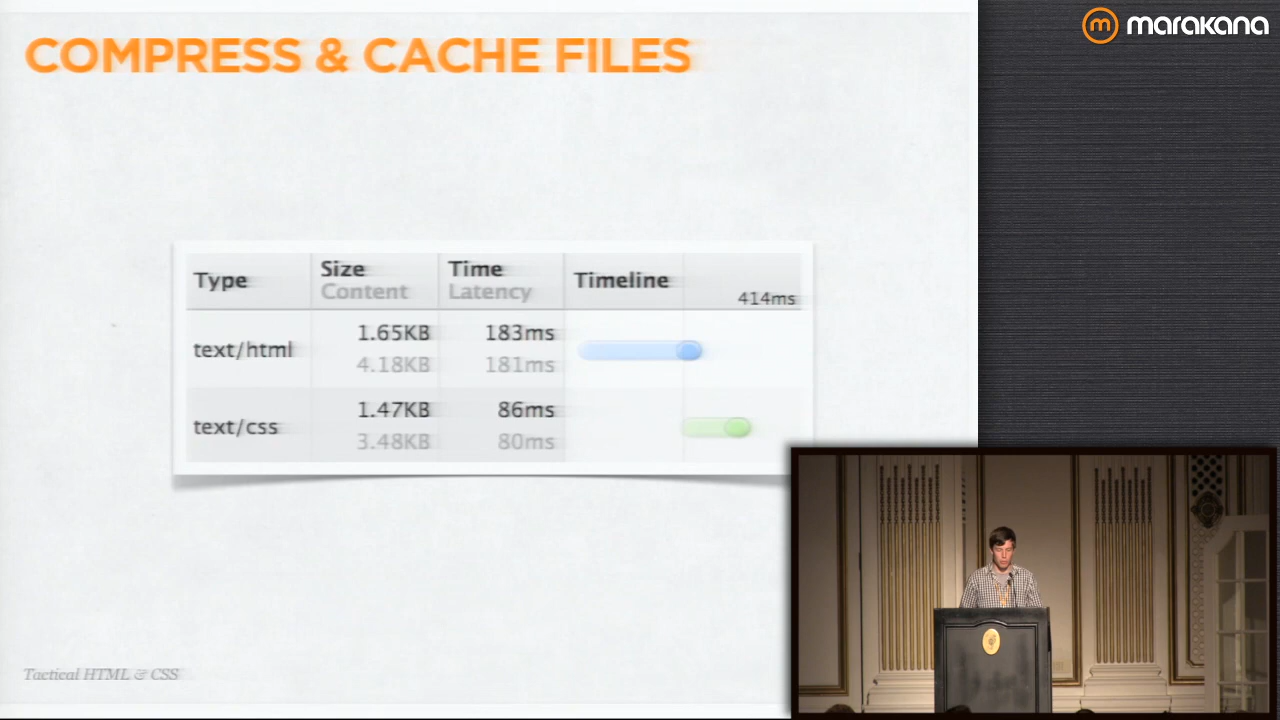 marakana
COMPRESS & CACHE FILES
Type Size Time Timeline
Content Latency 414ms
text/html 1.65KB 183ms
4.18KB 181ms
text/css 1.47KB 86ms
3.48KB 80ms
Tactical HTML & CSS